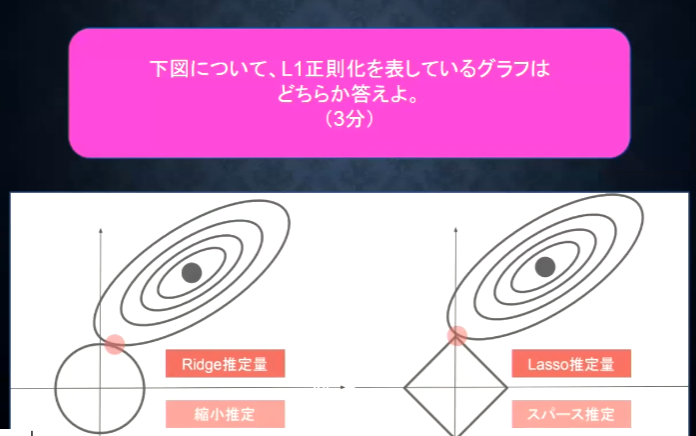 下図について、L1正則化を表しているグラフは
どちらか答えよ。
（3分）
Ridge推定量
縮小推定
Lasso推定量
スパース推定